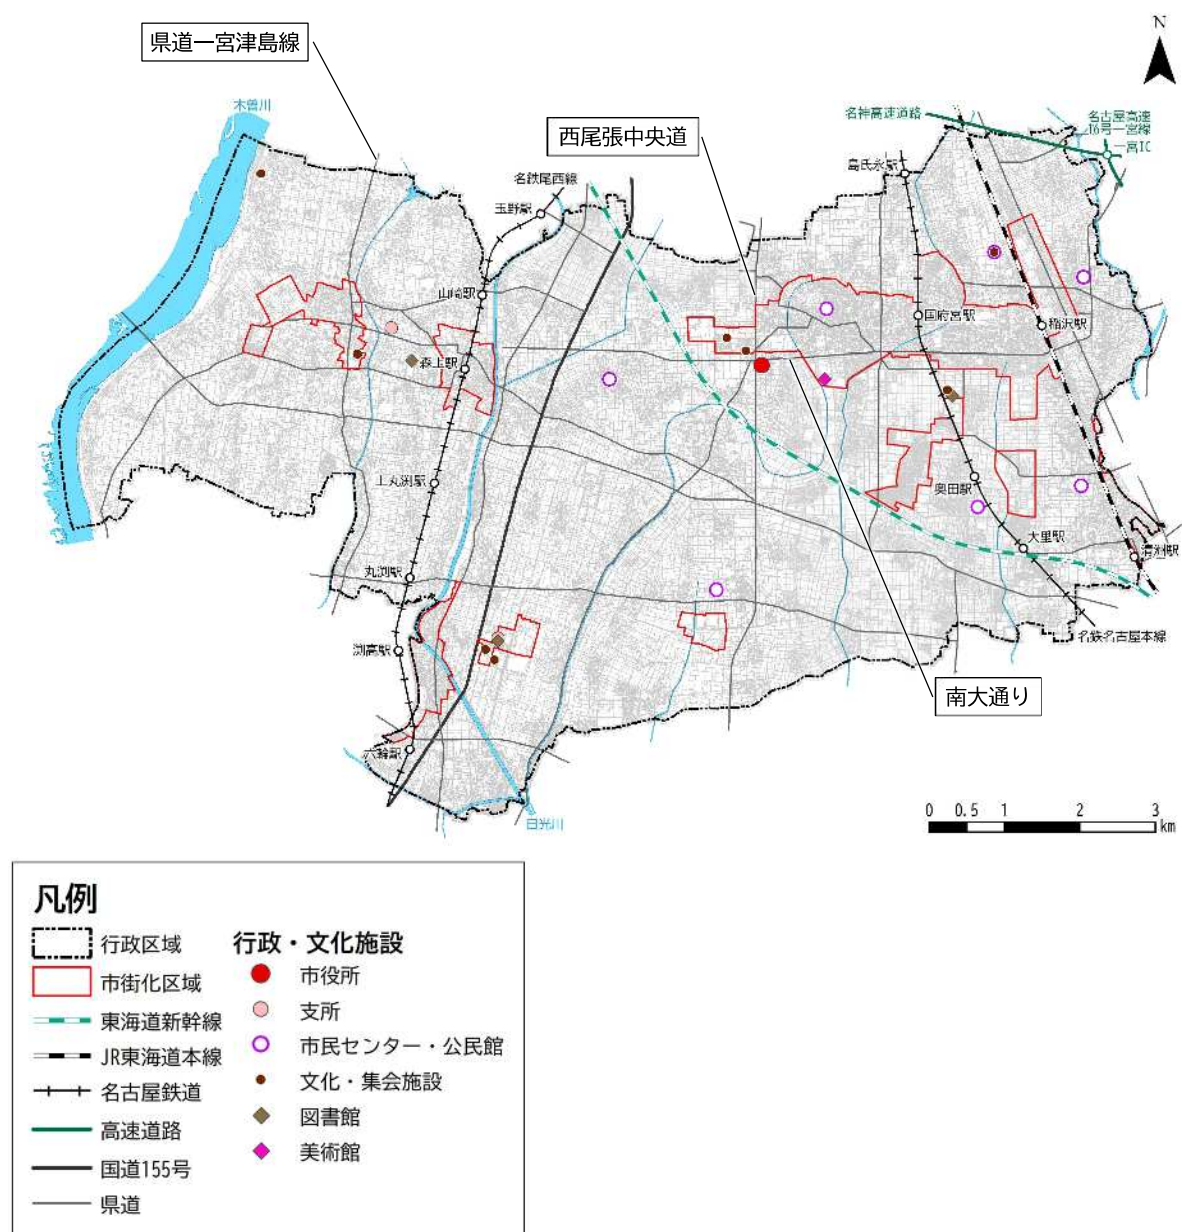 県道一宮津島線
N
木曽川
西尾張中央道
名神高速道路
名古屋高速
16号一宮線
一宮IC
島氏永駅
名鉄尾西線
玉野駅
山崎駅
国府宮駅
稲沢駅
森上駅
上丸渕駅
奥田駅
大里駅
清洲駅
丸渕駅
名鉄名古屋本線
渕高駅
南大通り
六輪駅
日光川
0 0.5 1 2 3
km
凡例
行政区域
市街化区域
東海道新幹線
JR東海道本線
名古屋鉄道
高速道路
国道155号
県道
行政・文化施設
市役所
支所
市民センター・公民館
文化・集会施設
図書館
美術館